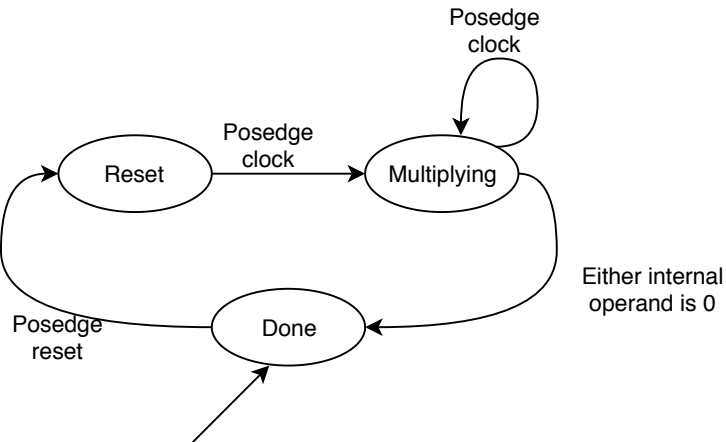 Posedge
clock
Posedge
clock
Reset
Multiplying
Either internal
operand is 0
Posedge
reset
Done